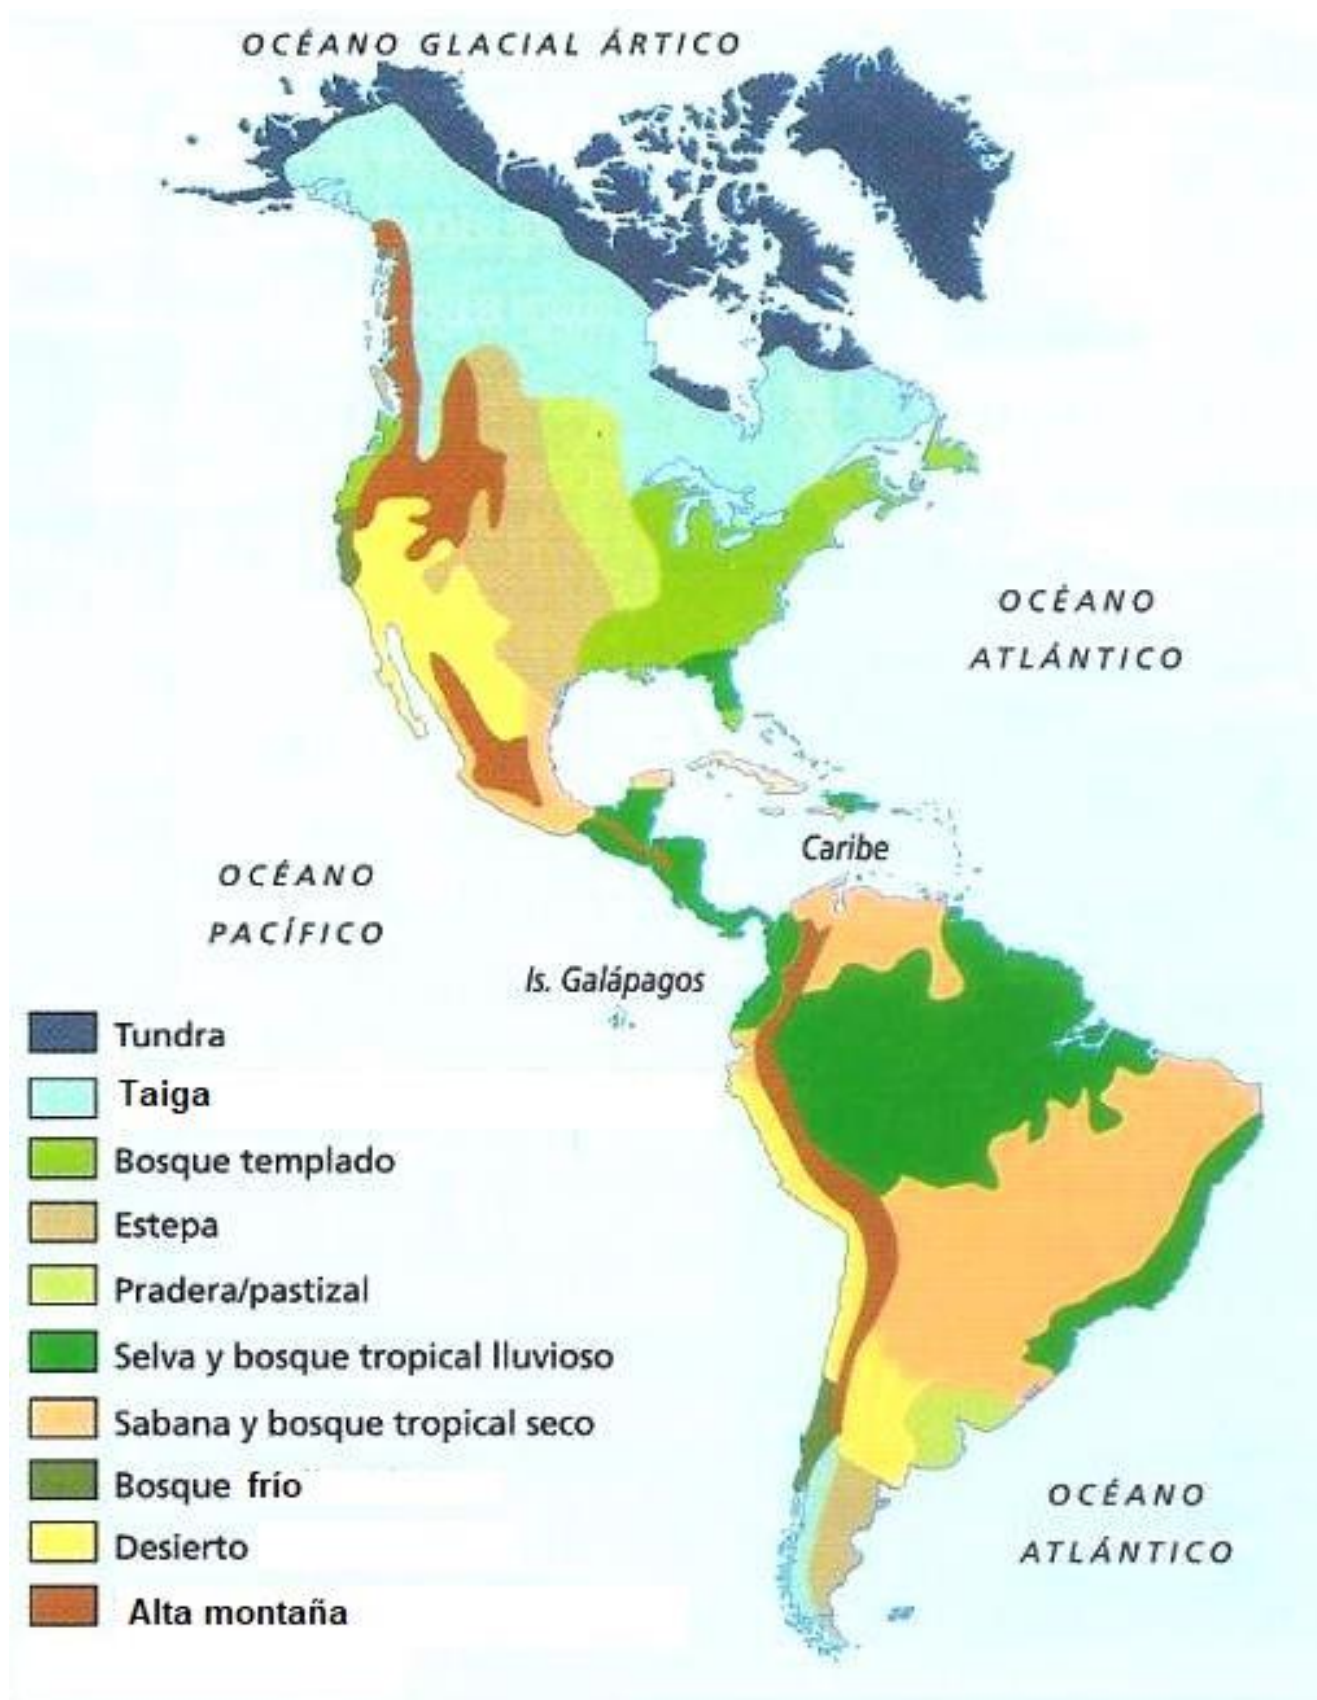 OCÉANO GLACIAL ÁRTICO
OCÉANO
ATLÁNTICO
Caribe
OCÉANO
PACÍFICO
Is. Galápagos
Tundra
Taiga
Bosque templado
Estepa
Pradera/pastizal
Selva y bosque tropical lluvioso
Sabana y bosque tropical seco
Bosque frío
Desierto
Alta montaña
OCÉANO
ATLÁNTICO